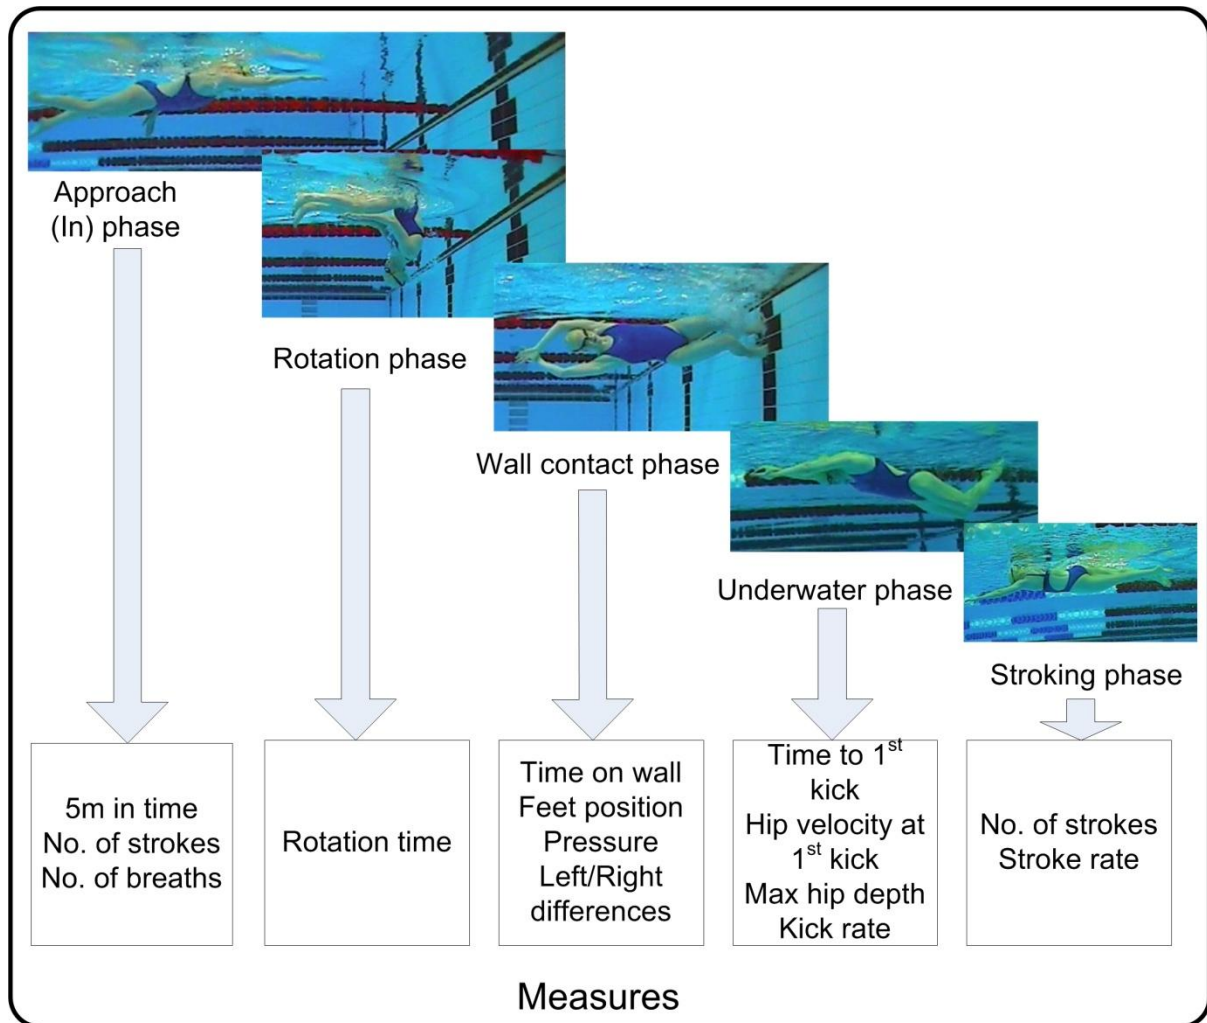 Approach
(In) phase
Rotation phase
Wall contact phase
Underwater phase
Stroking phase
5m in time
No. of strokes
No. of breaths
Rotation time
Time on wall
Feet position
Pressure
Left/Right
differences
Time to 1st
kick
Hip velocity at
1st kick
Max hip depth
Kick rate
No. of strokes
Stroke rate
Measures